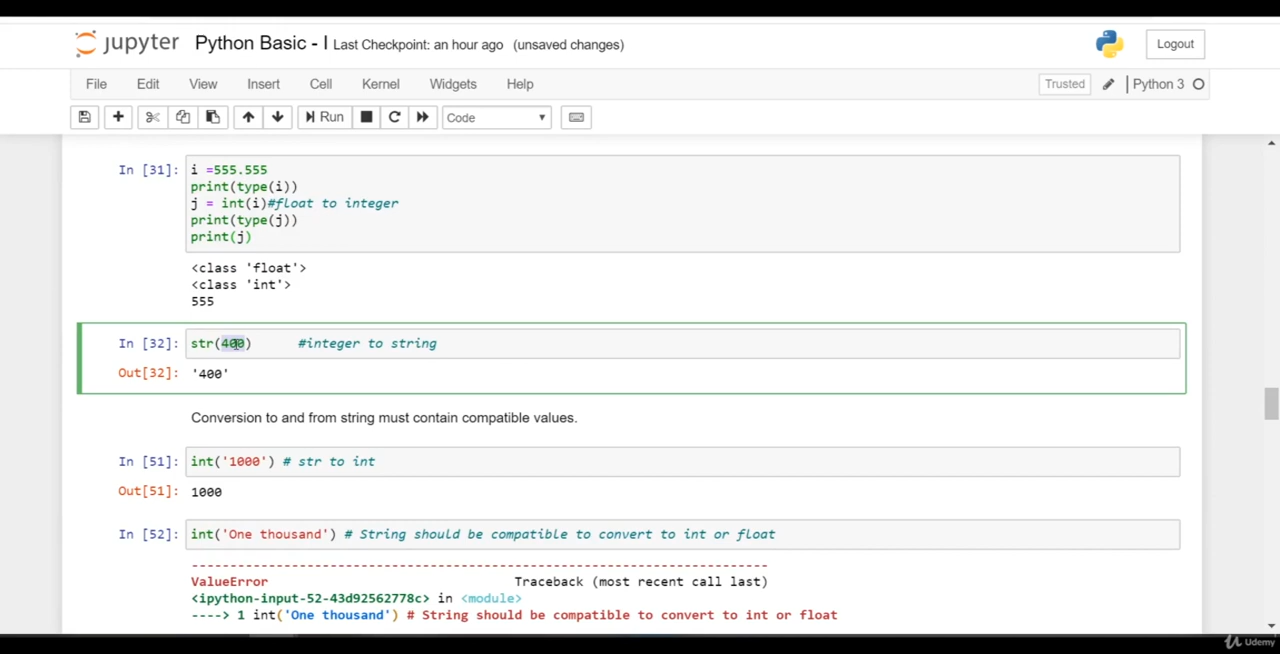 jupyter Python Basic - I Last Checkpoint: an hour ago (unsaved changes) Logout
File Edit View Insert Cell Kernel Widgets Help Trusted Python 3
Run Code
In [31]: i =555.555
print(type(i))
j = int(i)#float to integer
print(type(j))
print(j)
<class 'float'>
<class 'int'>
555
In [32]: str(400) #integer to string
Out[32]: '400'
Conversion to and from string must contain compatible values.
In [51]: int('1000') # str to int
Out[51]: 1000
In [52]: int('One thousand') # String should be compatible to convert to int or float
---------------------------------------------------------------------------
ValueError Traceback (most recent call last)
<ipython-input-52-43d92562778c> in <module>
----> 1 int('One thousand') # String should be compatible to convert to int or float
Udemy